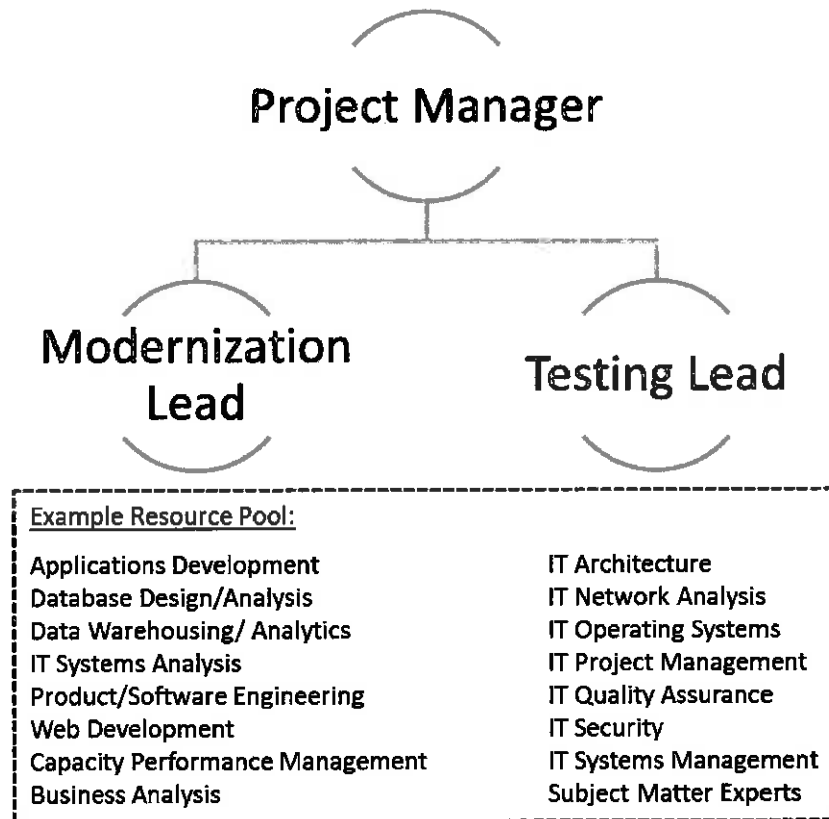 Project Manager
Modernization
Lead
Testing Lead
Example Resource Pool:
Applications Development
Database Design/Analysis
Data Warehousing/ Analytics
IT Systems Analysis
Product/Software Engineering
Web Development
Capacity Performance Management
Business Analysis
IT Architecture
IT Network Analysis
IT Operating Systems
IT Project Management
IT Quality Assurance
IT Security
IT Systems Management
Subject Matter Experts